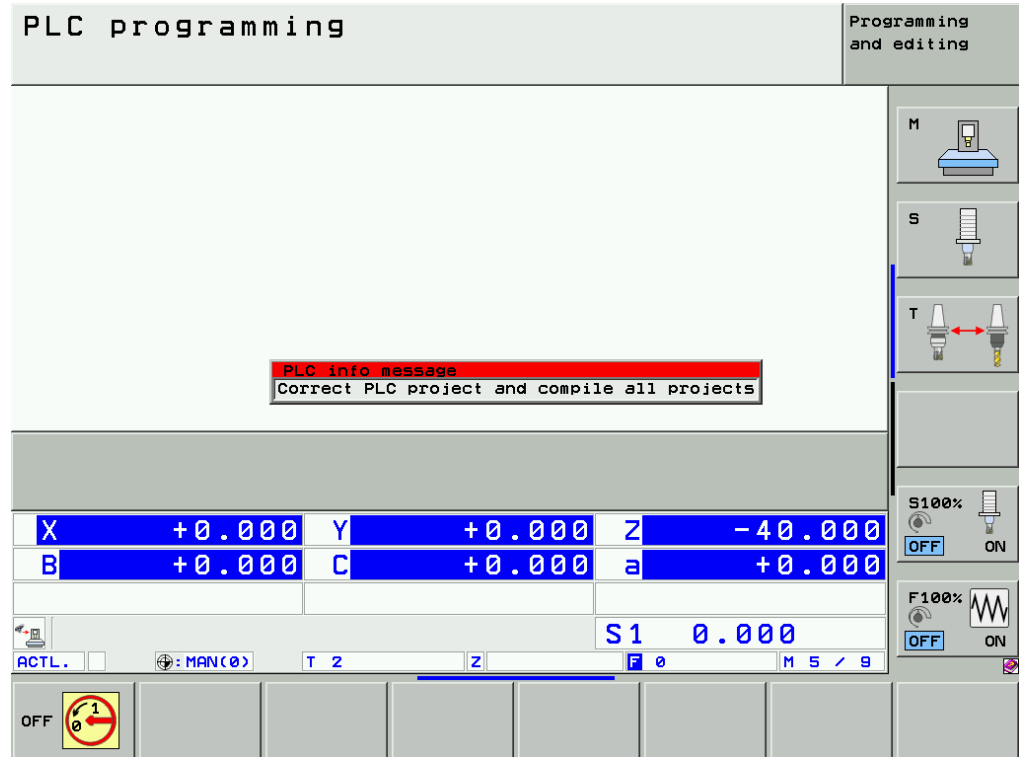 PLC programming
Programming
and editing
M
S
T
PLC info message
Correct PLC project and compile all projects
S100%
OFF ON
F100%
OFF ON
X +0.000 Y +0.000 Z -40.000
B +0.000 C +0.000 a +0.000
S1 0.000
ACTL. : MAN(0) T 2 Z F 0 M 5 / 9
OFF 1
0